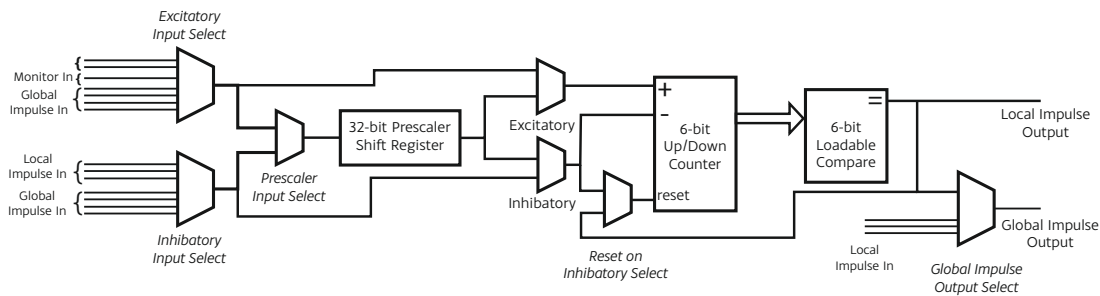 Excitatory
Input Select
Monitor In
Global
Impulse In
Local
Impulse In
Global
Impulse In
Inhibatory
Input Select
Prescaler
Input Select
32-bit Prescaler
Shift Register
Excitatory
Inhibatory
Reset on
Inhibatory Select
+
-
6-bit
Up/Down
Counter
reset
=
6-bit
Loadable
Compare
Local Impulse
Output
Local
Impulse In
Global Impulse
Output
Global Impulse
Output Select